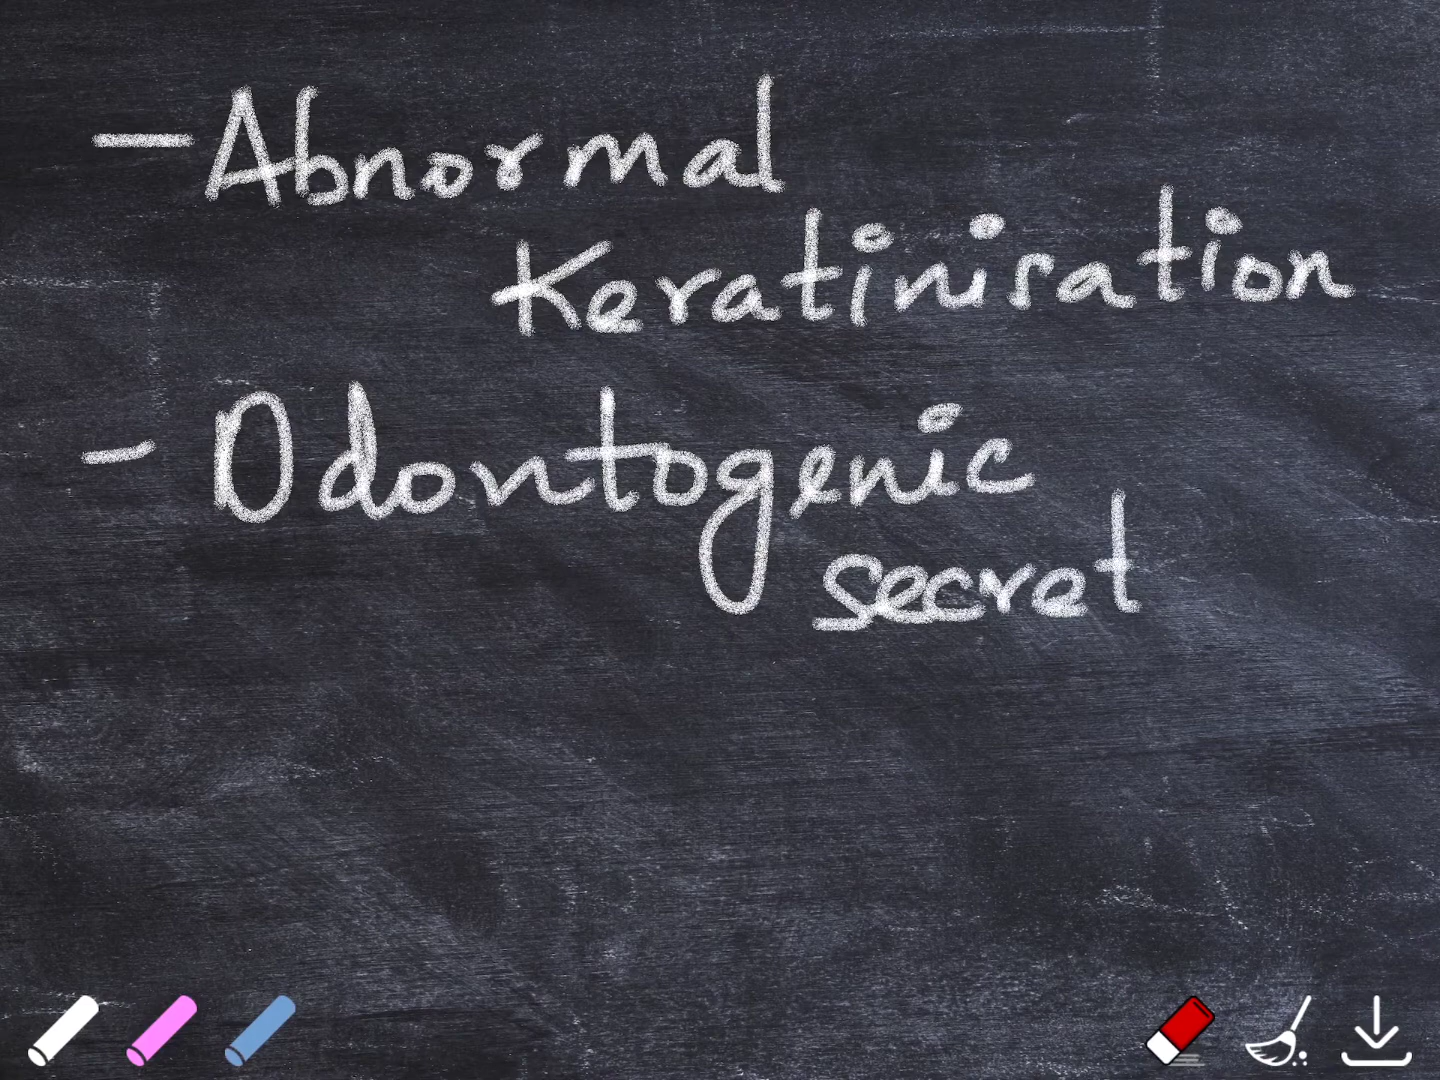 - Abnormal
Keratinisation
- Odontogenic
secret